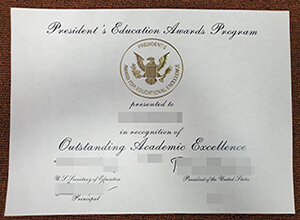 President's Education Awards Program
PRESIDENT'S
AWARD FOR EDUCATIONAL EXCELLENCE
presented to
in recognition of
Outstanding Academic Excellence
U.S. Secretary of Education
President of the United States
Principal